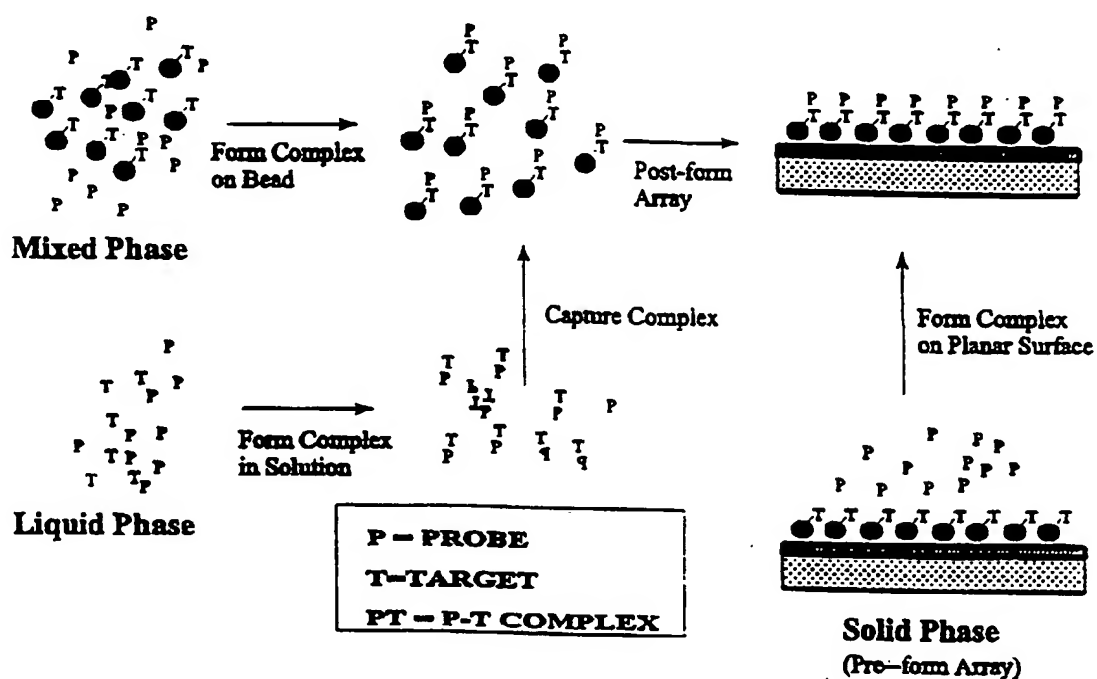 P P P P P P P P
T T T T T T T T
Form Complex
on Bead
Post-form
Array
Mixed Phase
Capture Complex
Form Complex
on Planar Surface
Form Complex
in Solution
Liquid Phase
P = PROBE
T=TARGET
PT = P-T COMPLEX
T T T T T T T T
Solid Phase
(Pre-form Array)